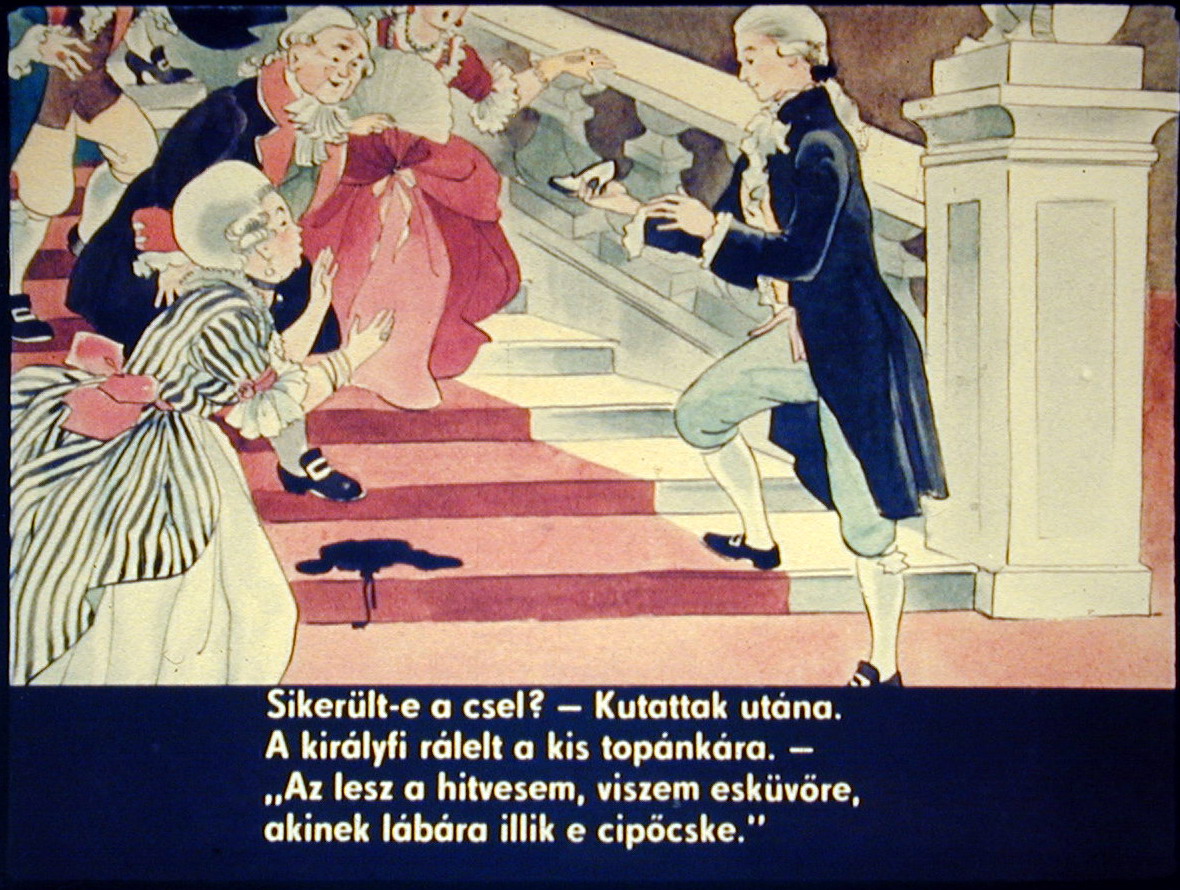 Sikerült-e a csel? — Kutattak utána.
A királyfi rálelt a kis topánkára. —
„Az lesz a hitvesem, viszem esküvőre,
akinek lábára illik e cipőcske.”